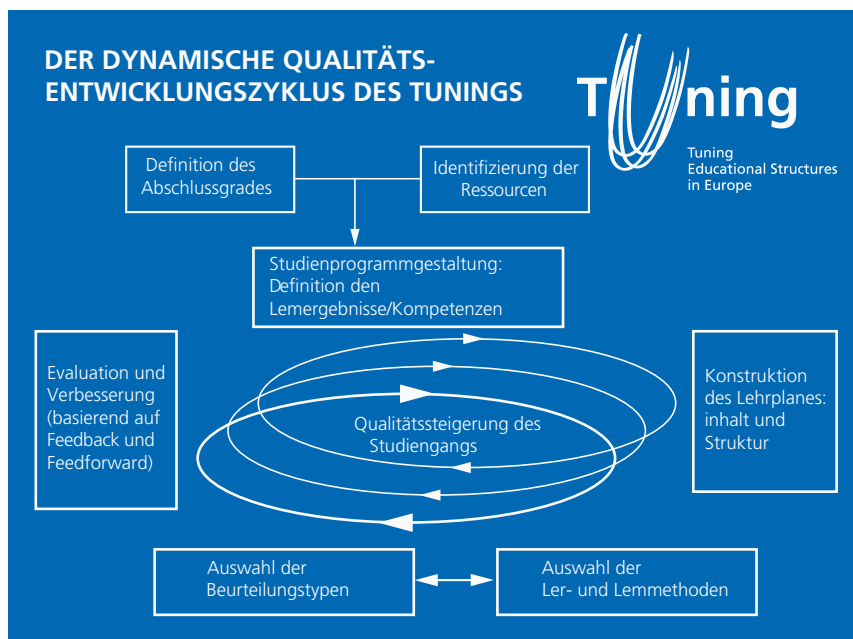 DER DYNAMISCHE QUALITÄTS-
ENTWICKLUNGSZYKLUS DES TUNINGS
Tuning
Tuning
Educational Structures
in Europe
Definition des
Abschlussgrades
Identifizierung der
Ressourcen
Studienprogrammgestaltung:
Definition den
Lemergebnisse/Kompetenzen
Evaluation und
Verbesserung
(basierend auf
Feedback und
Feedforward)
Qualitätssteigerung des
Studiengangs
Konstruktion
des Lehrplanes:
inhalt und
Struktur
Auswahl der
Beurteilungstypen
Auswahl der
Ler- und Lemmethoden